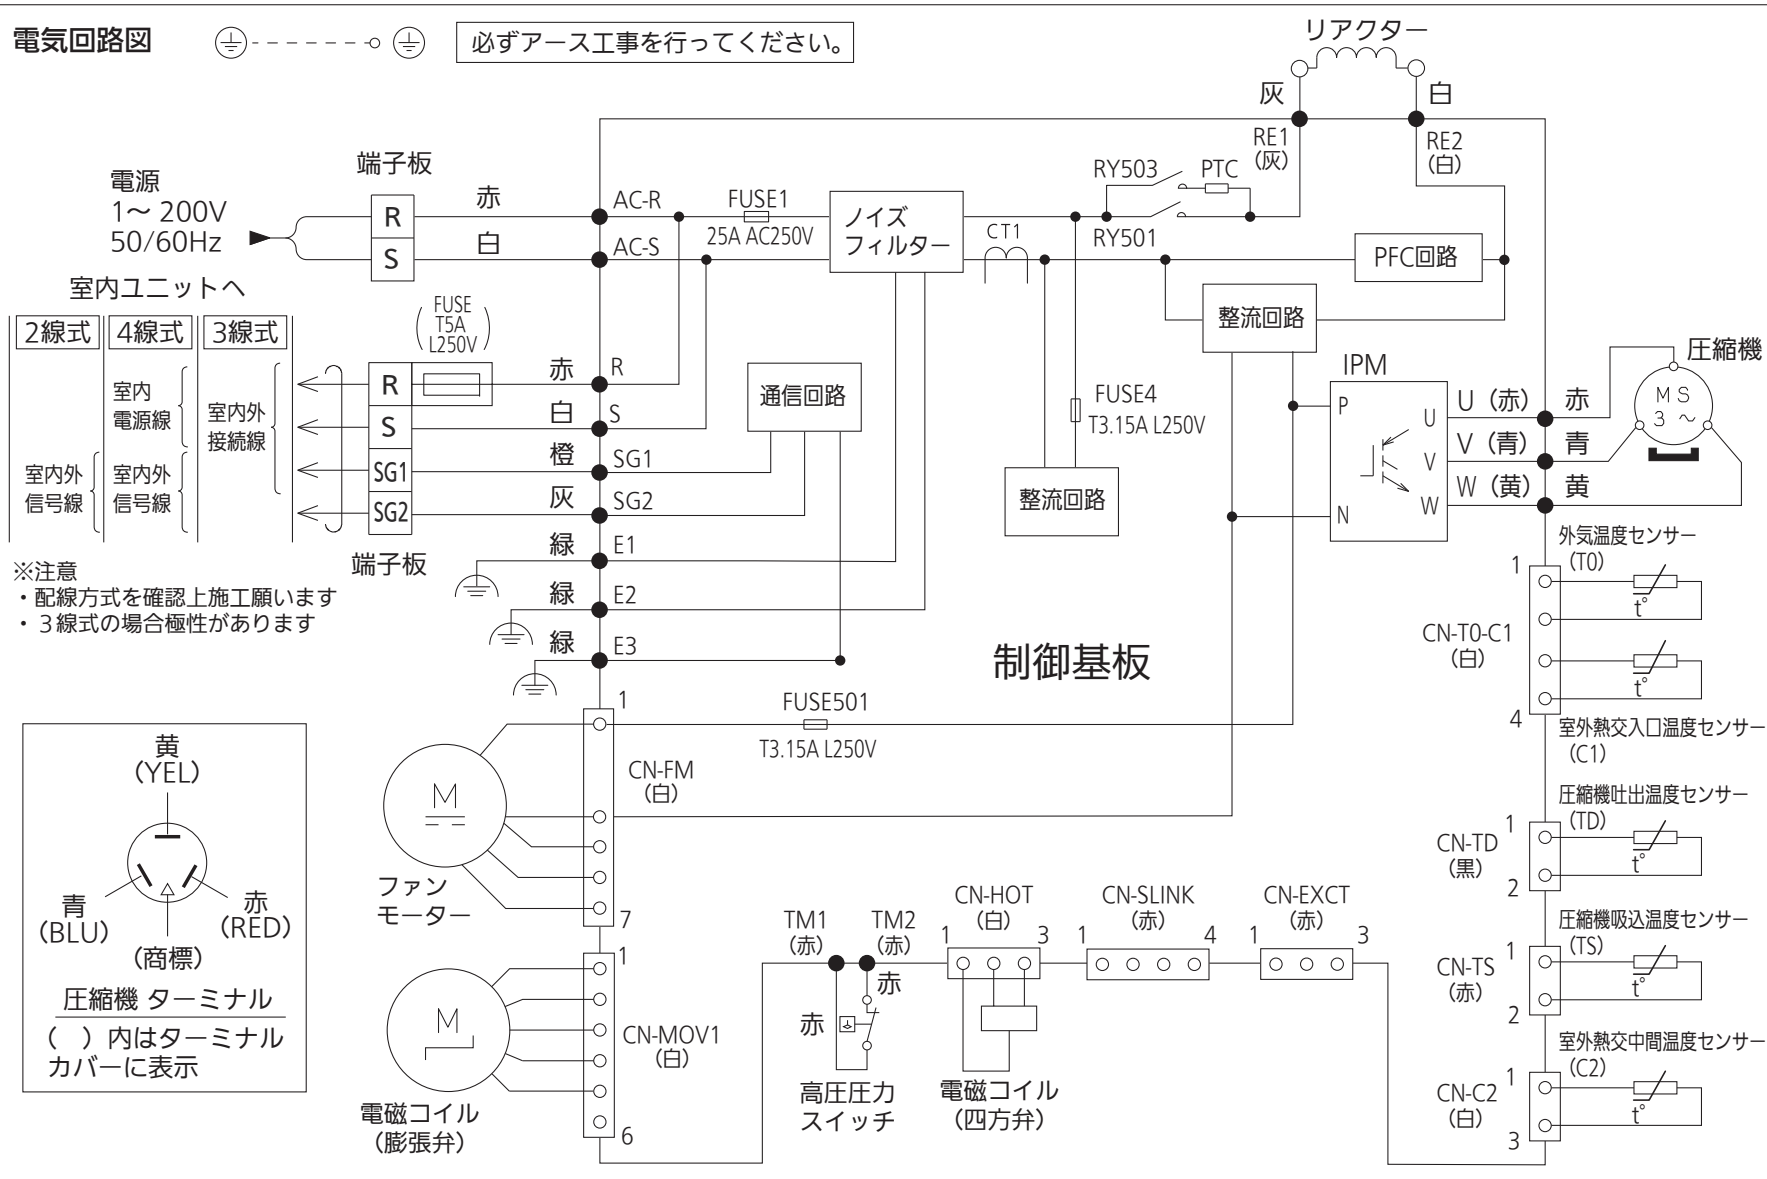 電気回路図
必ずアース工事を行ってください。
リアクター
灰
白
RE1
(灰)
RE2
(白)
端子板
電源
1～ 200V
50/60Hz
R
S
赤
白
AC-R
AC-S
FUSE1
25A AC250V
ノイズ
フィルター
CT1
RY503
PTC
RY501
PFC回路
整流回路
室内ユニットへ
2線式
4線式
3線式
室内
電源線
室内外
接続線
室内外
信号線
室内外
信号線
(FUSE
T5A
L250V)
R
S
SG1
SG2
端子板
赤
白
橙
灰
緑
緑
緑
R
S
SG1
SG2
E1
E2
E3
通信回路
FUSE4
T3.15A L250V
整流回路
IPM
P
N
U
V
W
U (赤)
V (青)
W (黄)
赤
青
黄
圧縮機
MS
3 ～
※注意
・配線方式を確認上施工願います
・３線式の場合極性があります
制御基板
外気温度センサー
(T0)
1
CN-T0-C1
(白)
4
t°
t°
室外熱交入口温度センサー
(C1)
圧縮機吐出温度センサー
(TD)
1
CN-TD
(黒)
2
t°
圧縮機吸込温度センサー
(TS)
1
CN-TS
(赤)
2
t°
室外熱交中間温度センサー
(C2)
1
CN-C2
(白)
3
t°
FUSE501
T3.15A L250V
1
CN-FM
(白)
7
M
ファン
モーター
1
CN-MOV1
(白)
6
M
電磁コイル
(膨張弁)
TM1
(赤)
TM2
(赤)
赤
赤
高圧圧力
スイッチ
CN-HOT
(白)
1
3
電磁コイル
(四方弁)
CN-SLINK
(赤)
1
4
CN-EXCT
(赤)
1
3
黄
(YEL)
青
(BLU)
赤
(RED)
(商標)
圧縮機 ターミナル
(　) 内はターミナル
カバーに表示